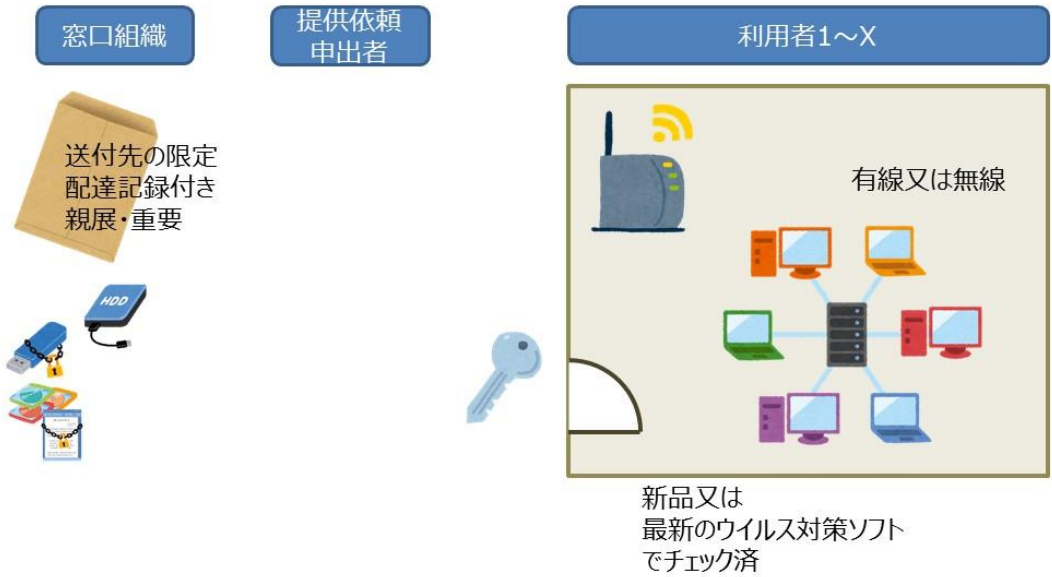 窓口組織
提供依頼
申出者
利用者1～X
送付先の限定
配達記録付き
親展・重要
HDD
有線又は無線
新品又は
最新のウイルス対策ソフト
でチェック済